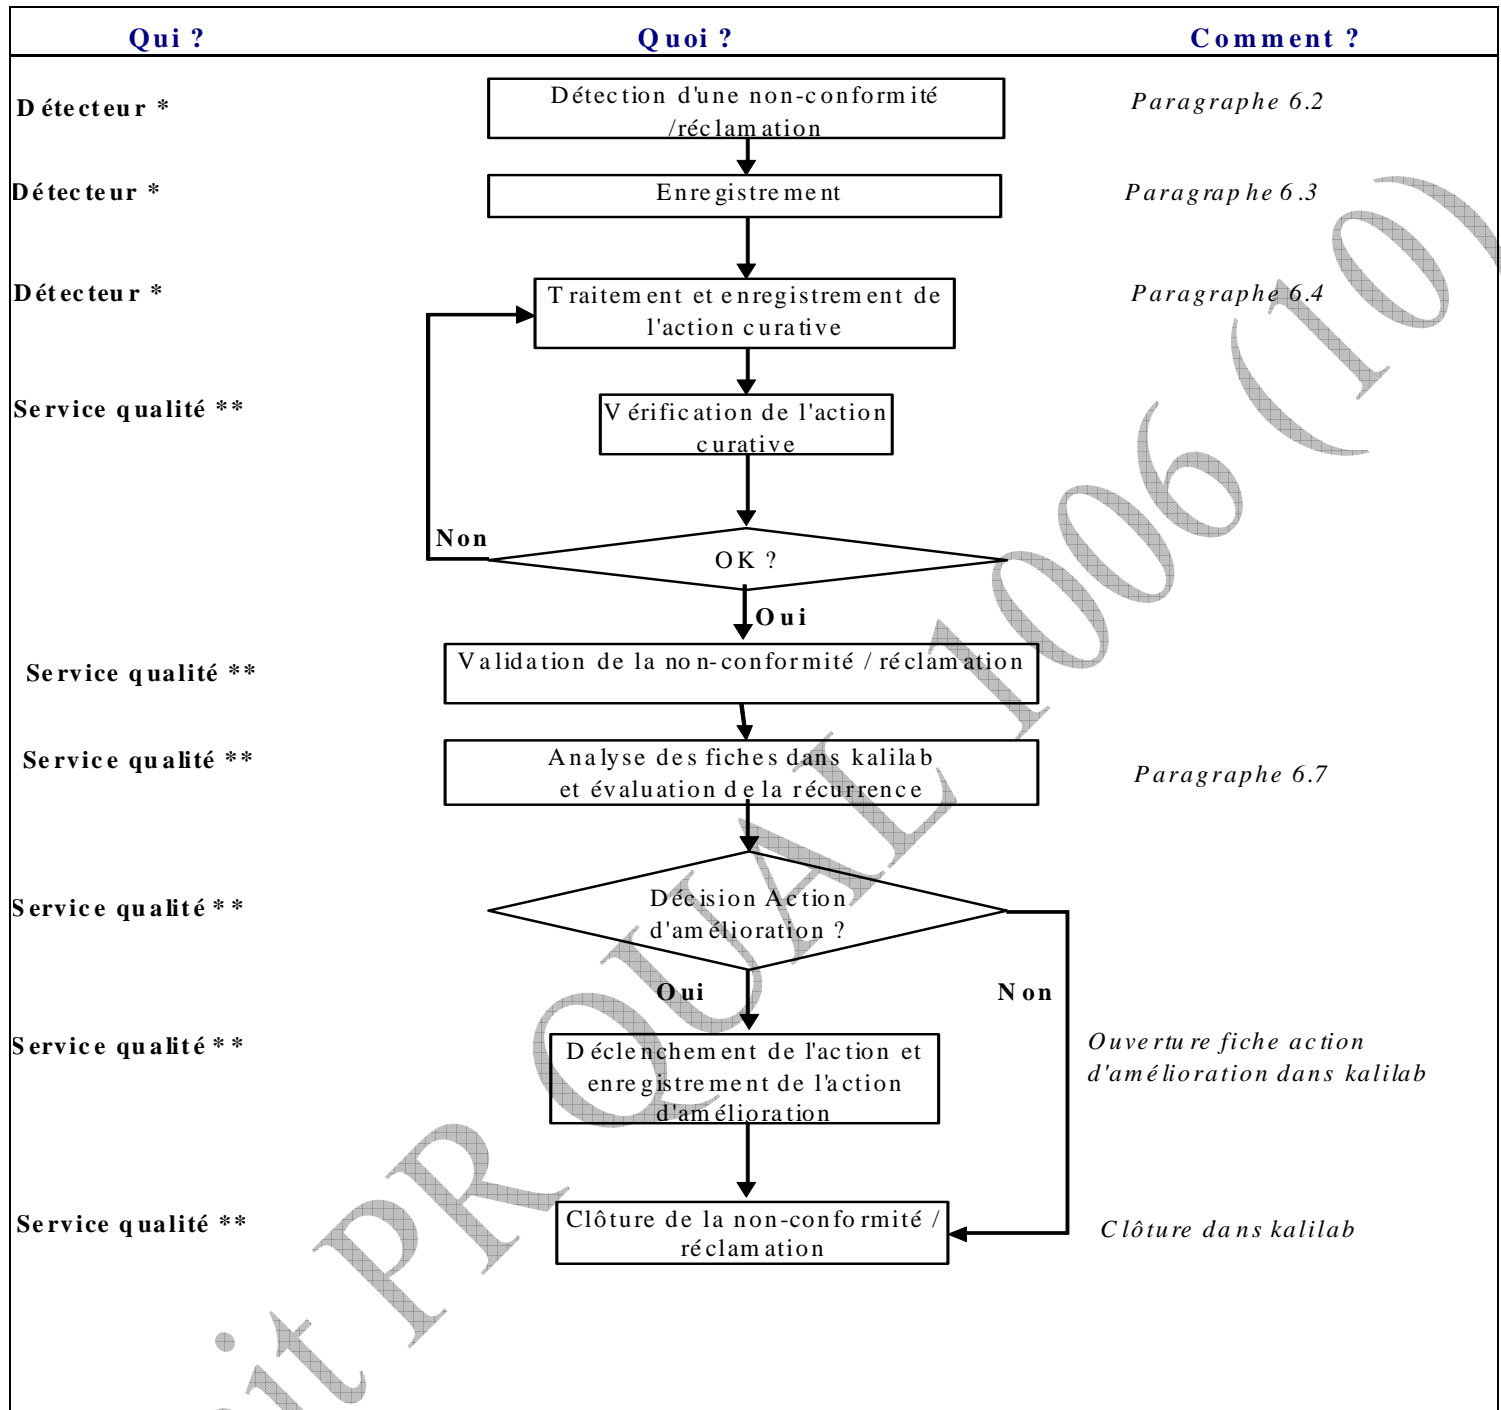 Qui ? Quoi ? Comment ?
Détecteur * Détection d'une non-conformité Paragraphe 6.2
/réclamation
Détecteur * Enregistrement Paragraphe 6.3
Détecteur * Traitement et enregistrement de Paragraphe 6.4
l'action curative
Service qualité ** Vérification de l'action
curative
Non
OK ?
Oui
Service qualité ** Validation de la non-conformité / réclamation
Service qualité ** Analyse des fiches dans kalilab
et évaluation de la récurrence Paragraphe 6.7
Service qualité ** Décision Action
d'amélioration ?
Oui Non
Service qualité ** Déclenchement de l'action et Ouverture fiche action
enregistrement de l'action d'amélioration dans kalilab
d'amélioration
Service qualité ** Clôture de la non-conformité / Clôture dans kalilab
réclamation
PR QUAL 1006 (10)